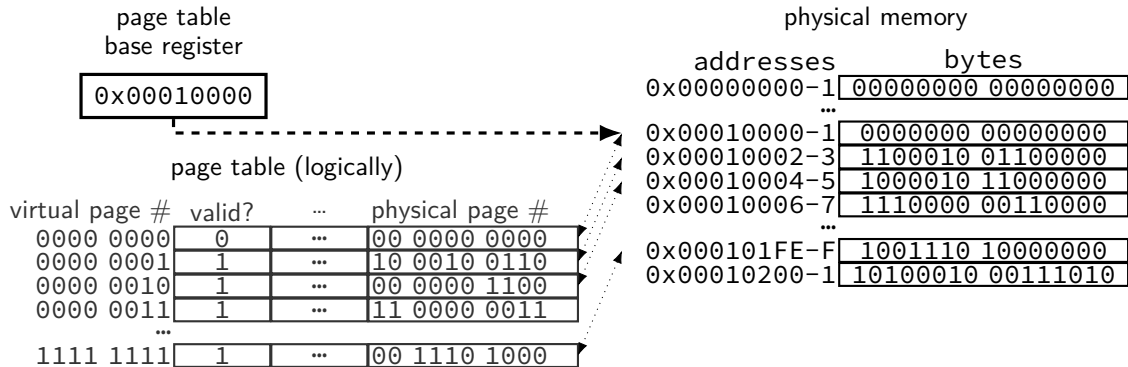 page table
base register
0x00010000
page table (logically)
virtual page # valid? … physical page #
0000 0000 0 … 00 0000 0000
0000 0001 1 … 10 0010 0110
0000 0010 1 … 00 0000 1100
0000 0011 1 … 11 0000 0011
…
1111 1111 1 … 00 1110 1000
physical memory
addresses bytes
0x00000000-1 00000000 00000000
…
0x00010000-1 0000000 00000000
0x00010002-3 1100010 01100000
0x00010004-5 1000010 11000000
0x00010006-7 1110000 00110000
…
0x000101FE-F 1001110 10000000
0x00010200-1 10100010 00111010